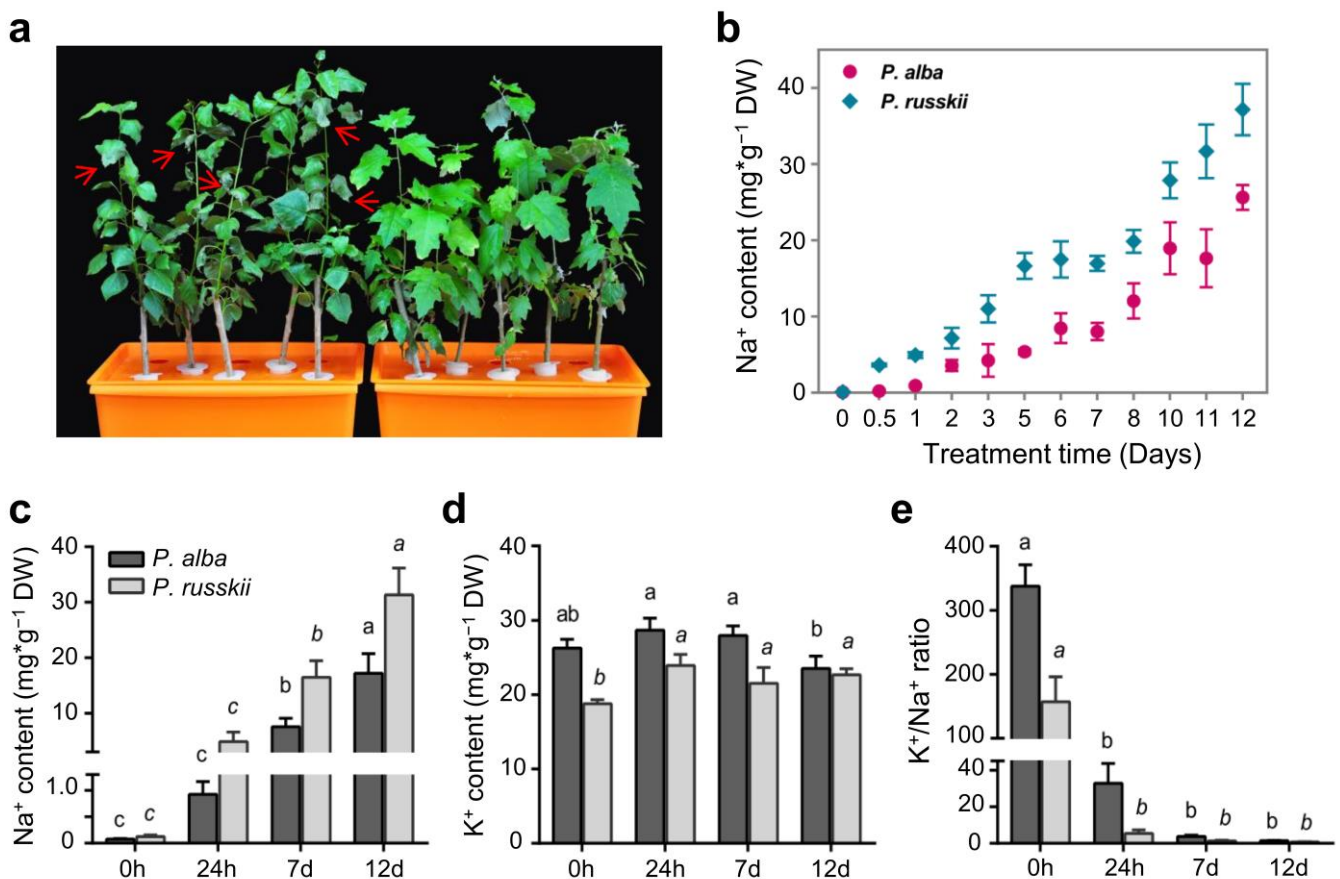 a
b
P. alba
P. russkii
Na⁺ content (mg*g⁻¹ DW)
40
30
20
10
0
0 0.5 1 2 3 5 6 7 8 10 11 12
Treatment time (Days)
c
P. alba
P. russkii
Na⁺ content (mg*g⁻¹ DW)
40
30
20
10
1.0
0
c c
c c
b b
a a
0h 24h 7d 12d
d
K⁺ content (mg*g⁻¹ DW)
40
30
20
10
0
ab b
a a
a a
b a
0h 24h 7d 12d
e
K⁺/Na⁺ ratio
400
300
200
100
40
20
0
a a
b b
b b
b b
0h 24h 7d 12d